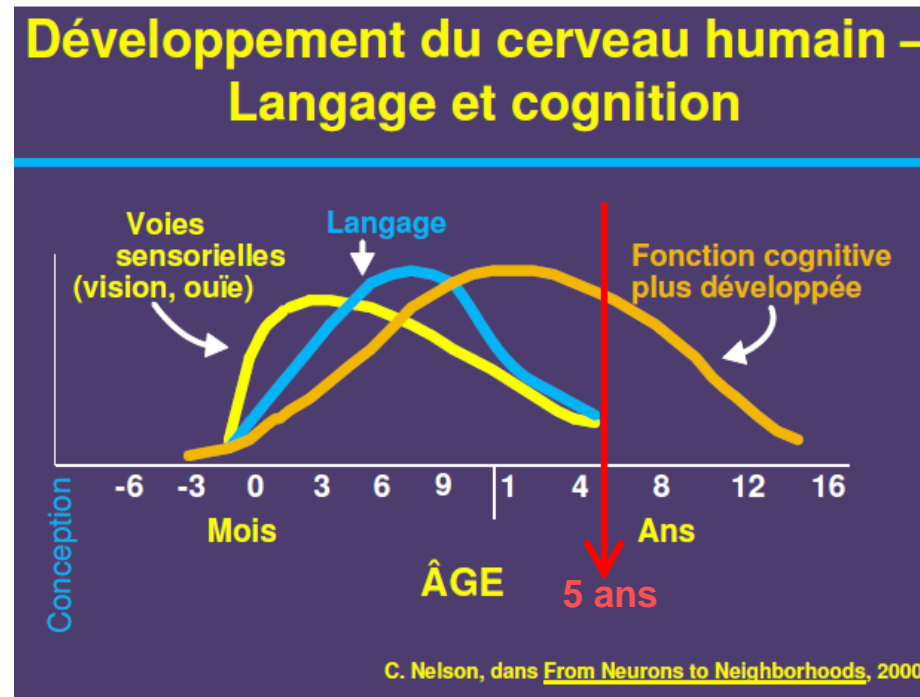 Développement du cerveau humain –
Langage et cognition
Voies
sensorielles
(vision, ouïe)
Langage
Fonction cognitive
plus développée
-6 -3 0 3 6 9 1 4 8 12 16
Conception
Mois
Ans
ÂGE
5 ans
C. Nelson, dans From Neurons to Neighborhoods, 2000